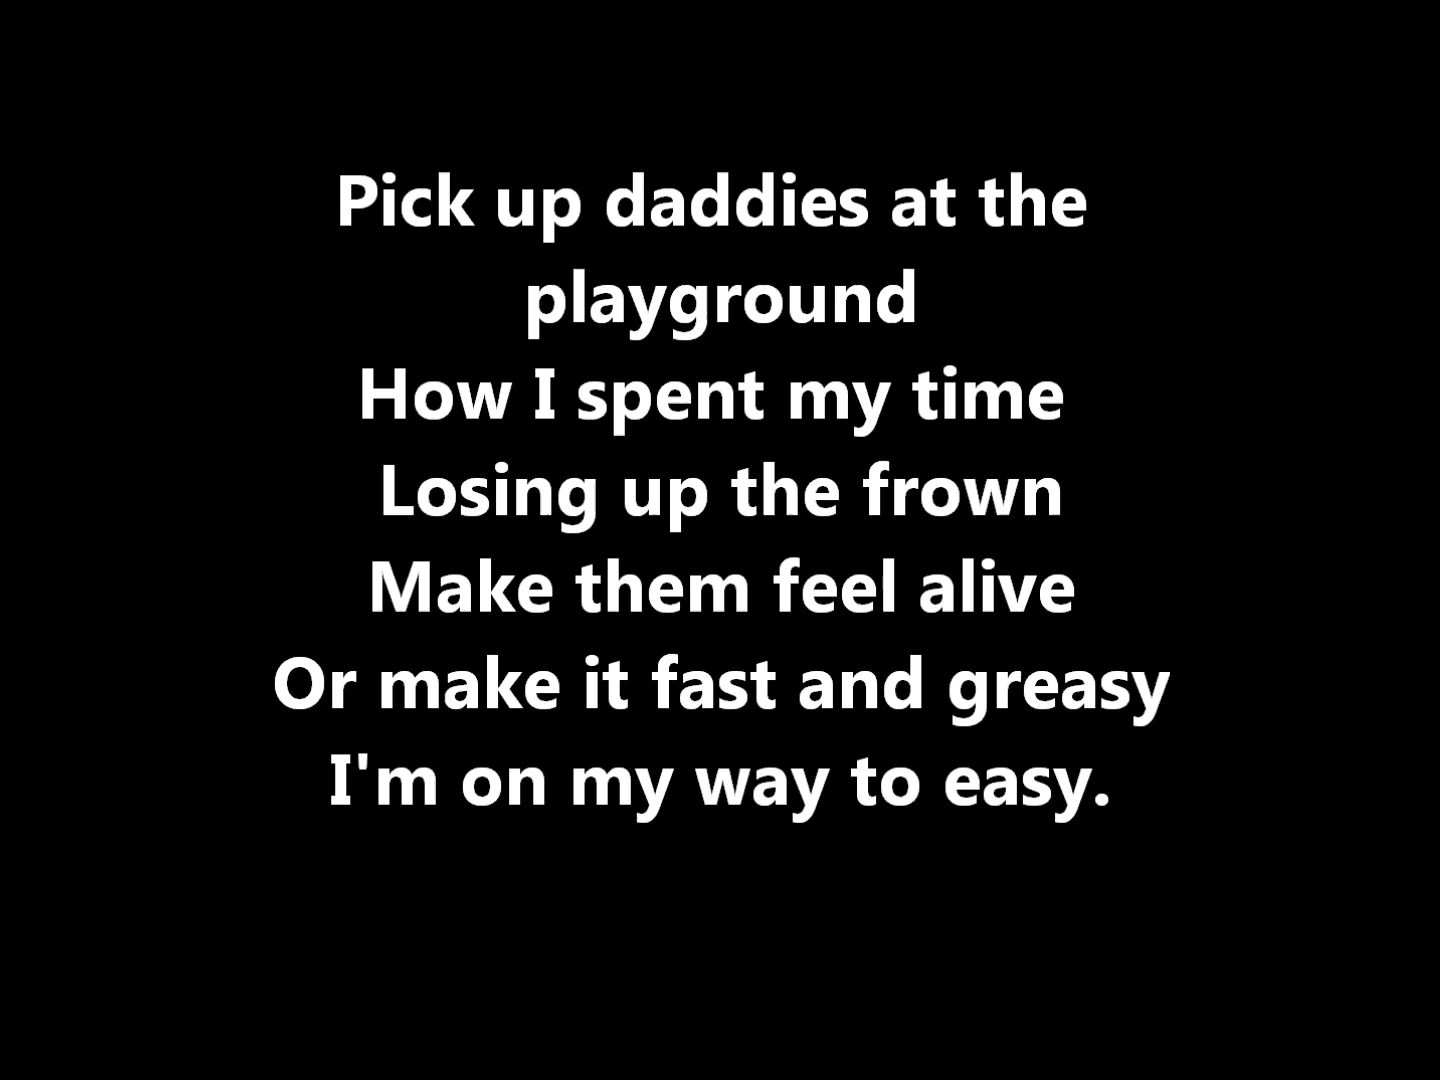 Pick up daddies at the
playground
How I spent my time
Losing up the frown
Make them feel alive
Or make it fast and greasy
I'm on my way to easy.